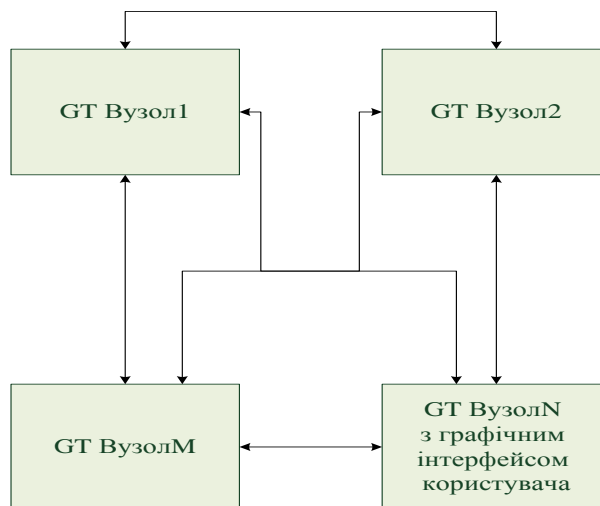 GT Вузол1
GT Вузол2
GT ВузолM
GT ВузолN
з графічним
інтерфейсом
користувача